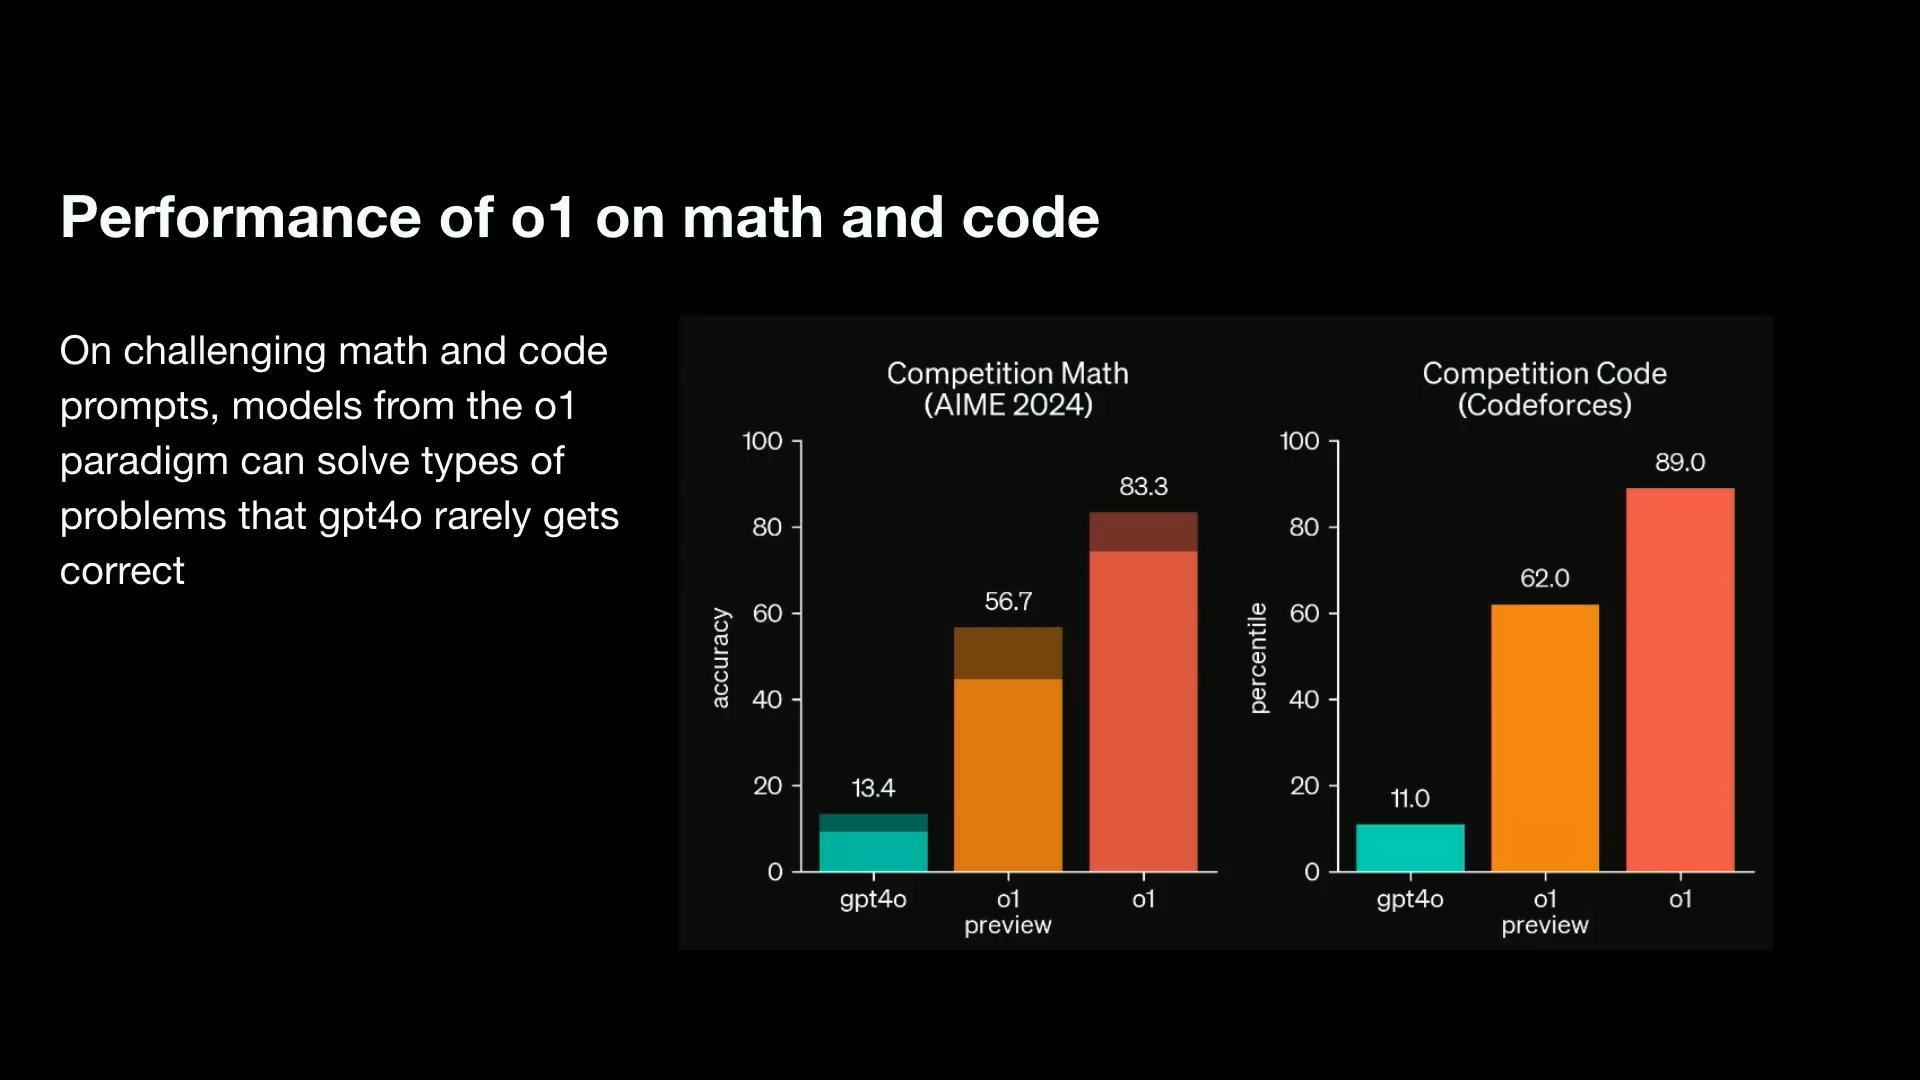 Performance of o1 on math and code
On challenging math and code
prompts, models from the o1
paradigm can solve types of
problems that gpt4o rarely gets
correct
Competition Math
(AIME 2024)
accuracy
100
80
60
40
20
0
13.4
56.7
83.3
gpt4o
o1
preview
o1
Competition Code
(Codeforces)
percentile
100
80
60
40
20
0
11.0
62.0
89.0
gpt4o
o1
preview
o1